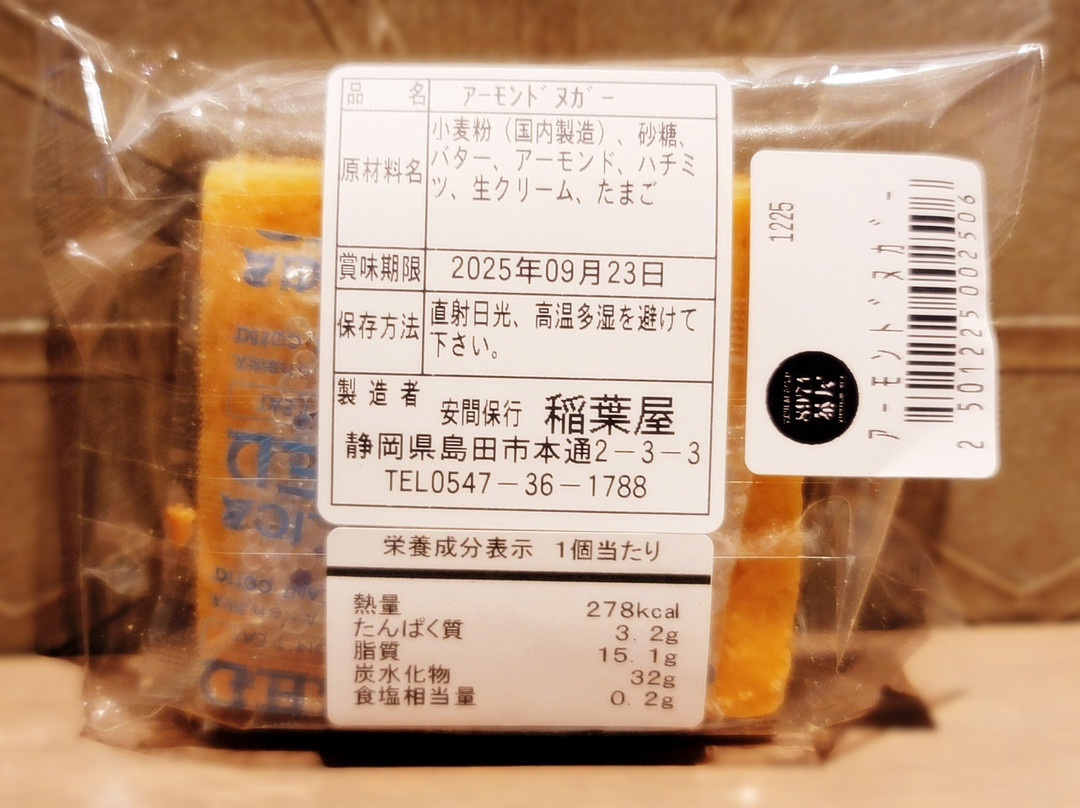 品名 アーモンドヌガー
原材料名 小麦粉（国内製造）、砂糖、
バター、アーモンド、ハチミ
ツ、生クリーム、たまご
賞味期限 2025年09月23日
保存方法 直射日光、高温多湿を避けて
下さい。
製造者 安間保行 稲葉屋
静岡県島田市本通2－3－3
TEL0547－36－1788
栄養成分表示 1個当たり
熱量 278kcal
たんぱく質 3.2g
脂質 15.1g
炭水化物 32g
食塩相当量 0.2g
1225
アーモンドヌガー
2 501225 002506